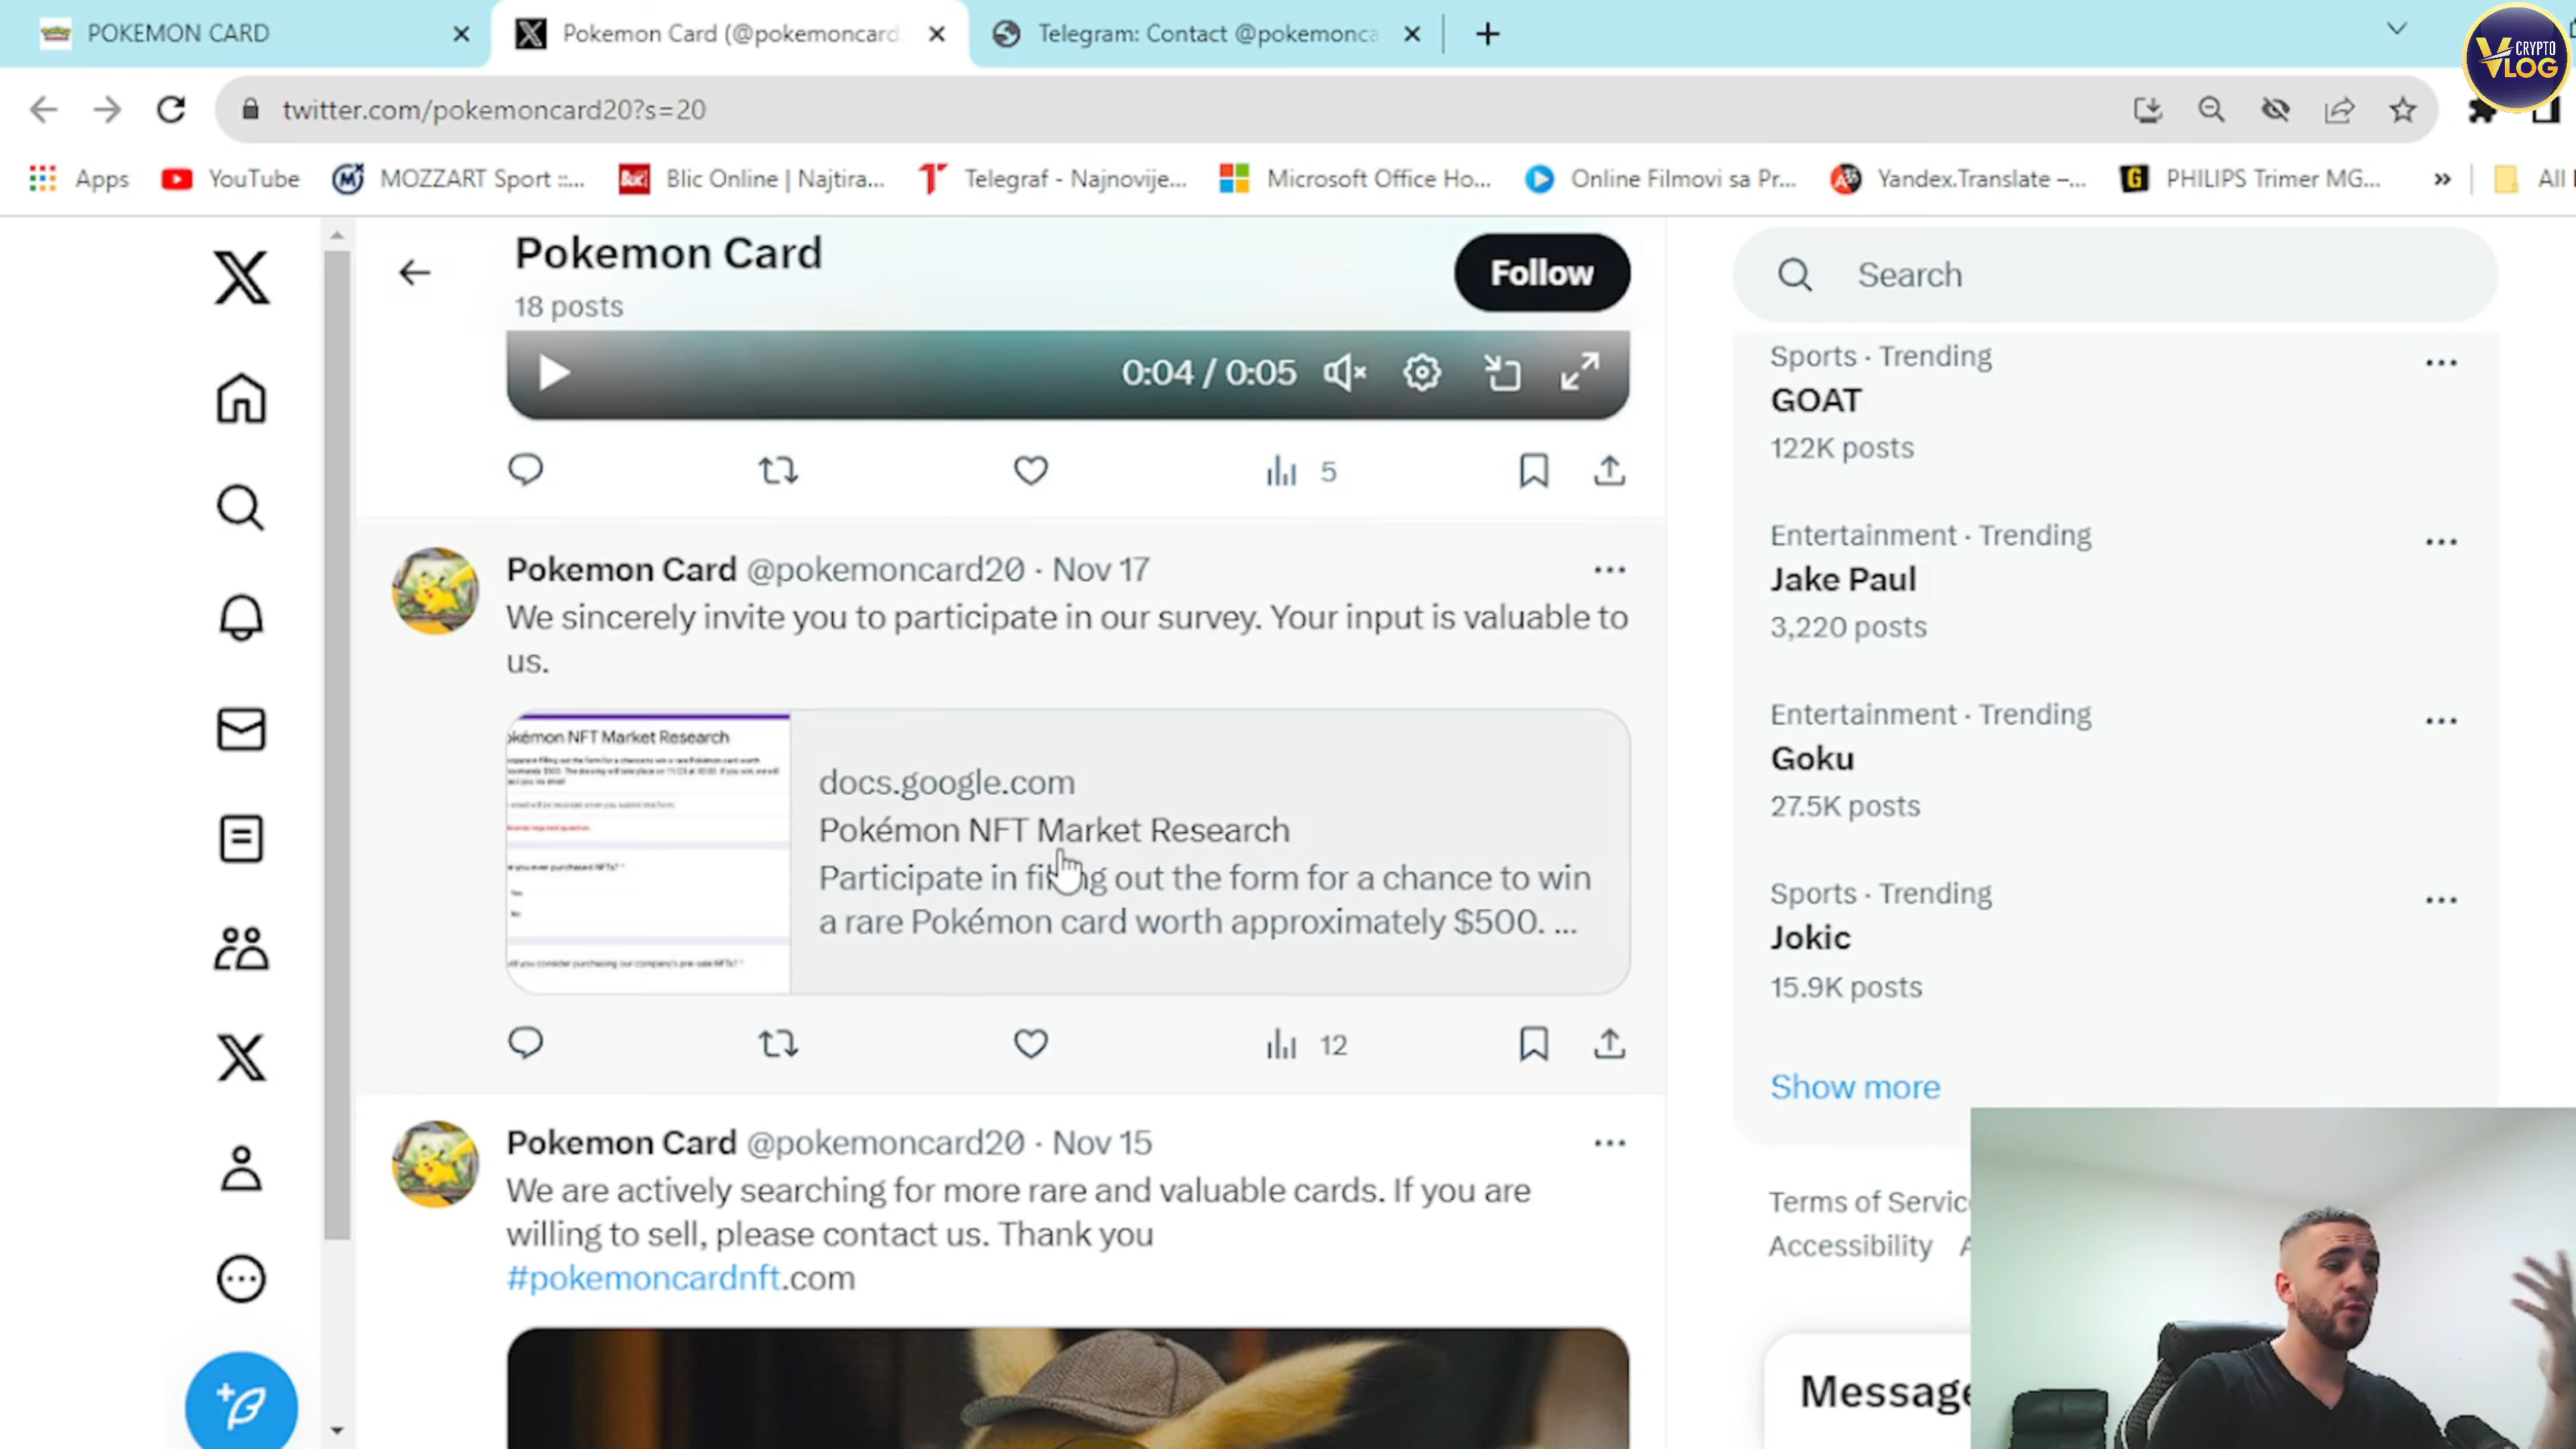 POKEMON CARD
Pokemon Card (@pokemoncard
Telegram: Contact @pokemonca
CRYPTO
VLOG
twitter.com/pokemoncard20?s=20
Apps
YouTube
MOZZART Sport ::...
Blic Online | Najtira...
Telegraf - Najnovije...
Microsoft Office Ho...
Online Filmovi sa Pr...
Yandex.Translate –...
PHILIPS Trimer MG...
All
Pokemon Card
18 posts
Follow
0:04 / 0:05
5
Pokemon Card @pokemoncard20 · Nov 17
We sincerely invite you to participate in our survey. Your input is valuable to
us.
okémon NFT Market Research
docs.google.com
Pokémon NFT Market Research
Participate in filling out the form for a chance to win
a rare Pokémon card worth approximately $500. ...
12
Pokemon Card @pokemoncard20 · Nov 15
We are actively searching for more rare and valuable cards. If you are
willing to sell, please contact us. Thank you
#pokemoncardnft.com
Search
Sports · Trending
GOAT
122K posts
Entertainment · Trending
Jake Paul
3,220 posts
Entertainment · Trending
Goku
27.5K posts
Sports · Trending
Jokic
15.9K posts
Show more
Terms of Servic
Accessibility A
Message